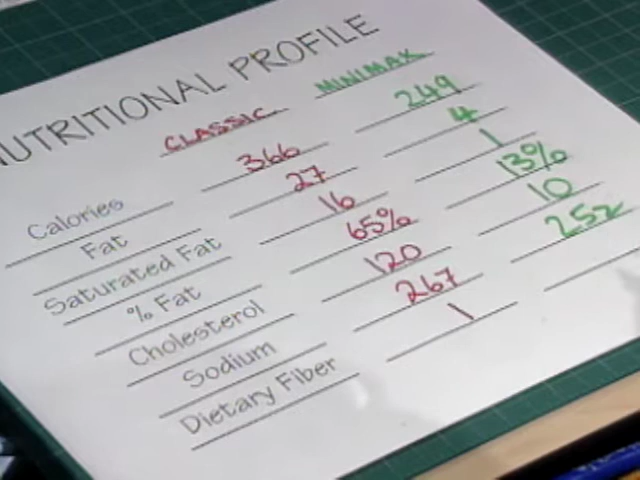 NUTRITIONAL PROFILE
CLASSIC MINIMAX
Calories 366 249
Fat 27 4
Saturated Fat 16 1
% Fat 65% 13%
Cholesterol 120 10
Sodium 267 252
Dietary Fiber 1